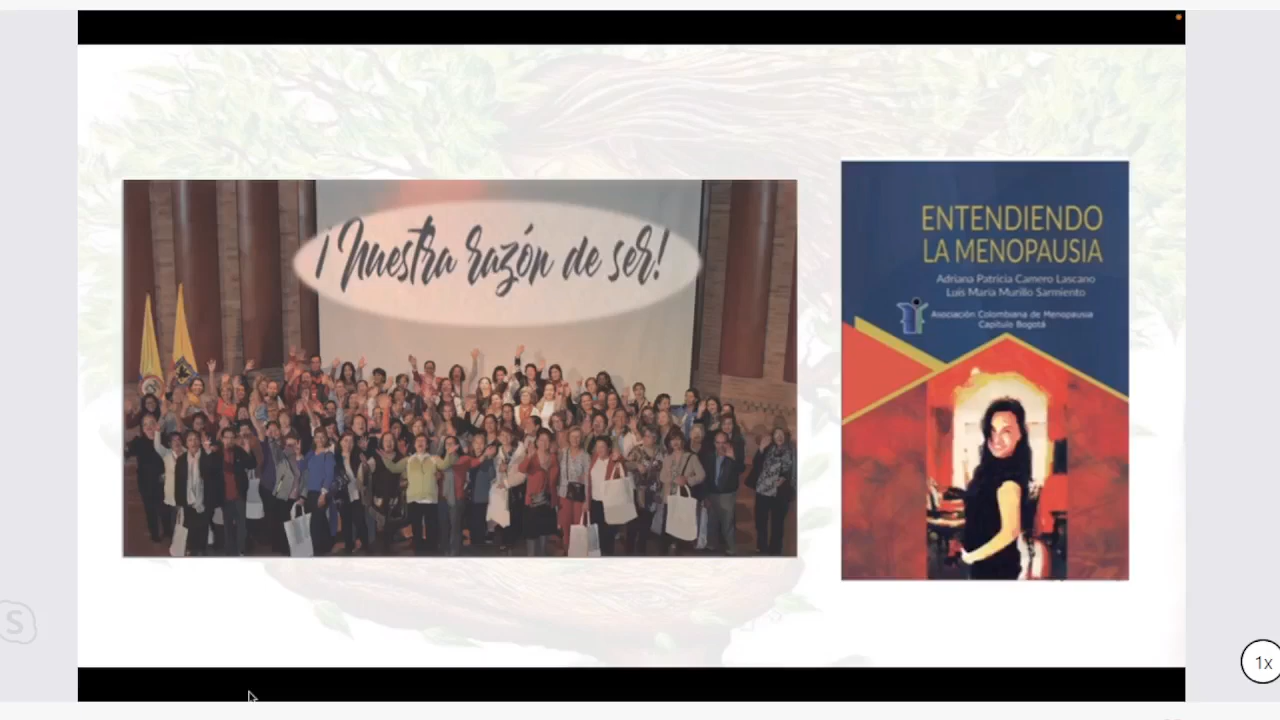 ¡Nuestra razón de ser!
ENTENDIENDO
LA MENOPAUSIA
Adriana Patricia Camero Lascano
Luis María Murillo Sarmiento
Asociación Colombiana de Menopausia
Capítulo Bogotá
S
1x